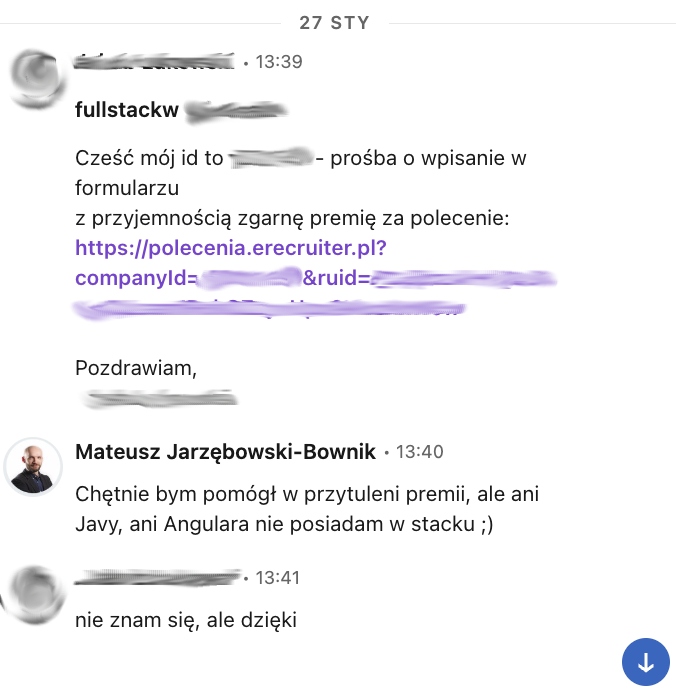 27 STY
• 13:39
fullstackw
Cześć mój id to - prośba o wpisanie w
formularzu
z przyjemnością zgarnę premię za polecenie:
https://polecenia.erecruiter.pl?
companyId= &ruid=
Pozdrawiam,
Mateusz Jarzębowski-Bownik • 13:40
Chętnie bym pomógł w przytuleni premii, ale ani
Javy, ani Angulara nie posiadam w stacku ;)
• 13:41
nie znam się, ale dzięki